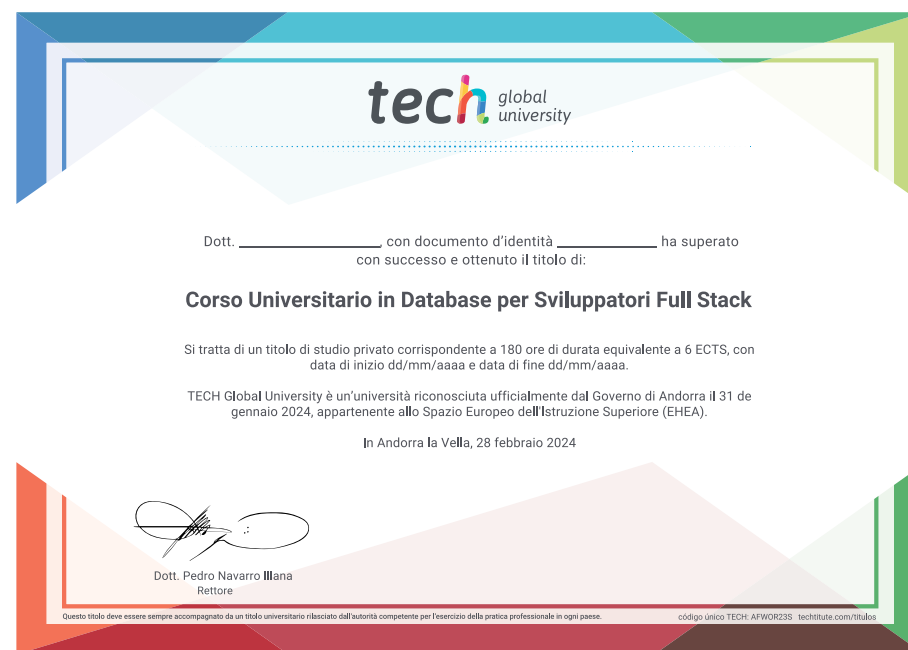 tech global university
Dott. ________________, con documento d'identità ____________ ha superato
con successo e ottenuto il titolo di:
Corso Universitario in Database per Sviluppatori Full Stack
Si tratta di un titolo di studio privato corrispondente a 180 ore di durata equivalente a 6 ECTS, con
data di inizio dd/mm/aaaa e data di fine dd/mm/aaaa.
TECH Global University è un'università riconosciuta ufficialmente dal Governo di Andorra il 31 de
gennaio 2024, appartenente allo Spazio Europeo dell'Istruzione Superiore (EHEA).
In Andorra la Vella, 28 febbraio 2024
Dott. Pedro Navarro Illana
Rettore
Questo titolo deve essere sempre accompagnato da un titolo universitario rilasciato dall'autorità competente per l'esercizio della pratica professionale in ogni paese.
código único TECH: AFWOR23S techtitute.com/titulos